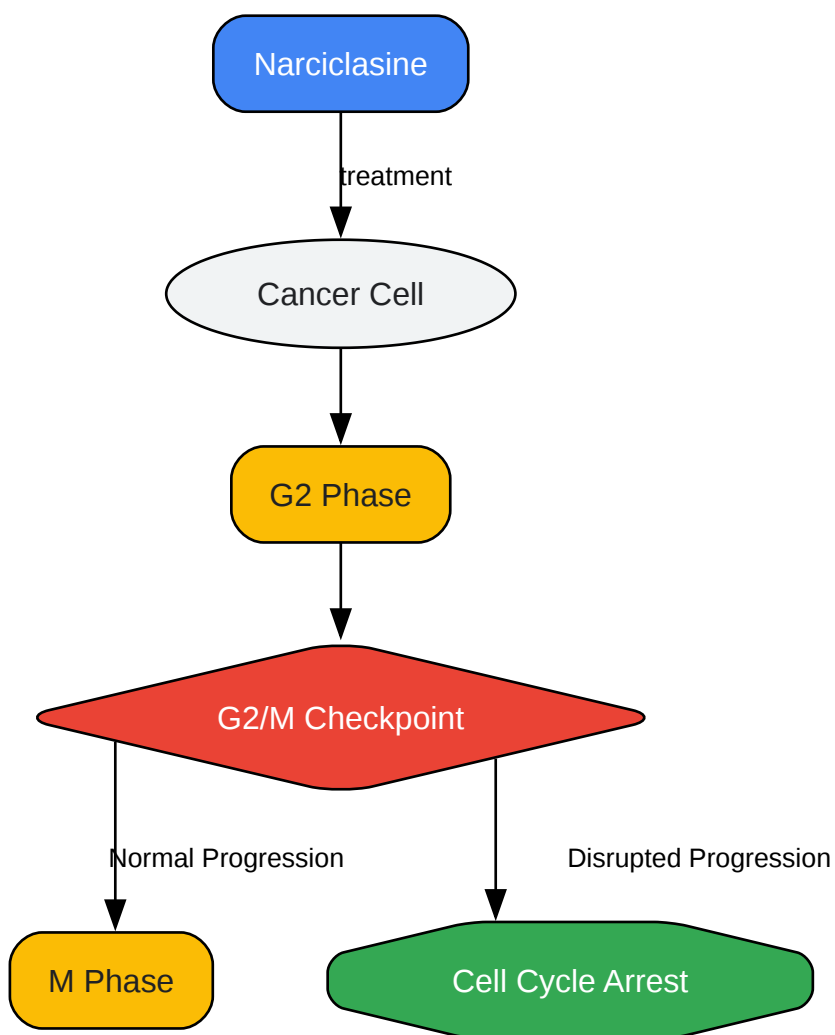 Narciclasine
treatment
Cancer Cell
G2 Phase
G2/M Checkpoint
Normal Progression
Disrupted Progression
M Phase
Cell Cycle Arrest